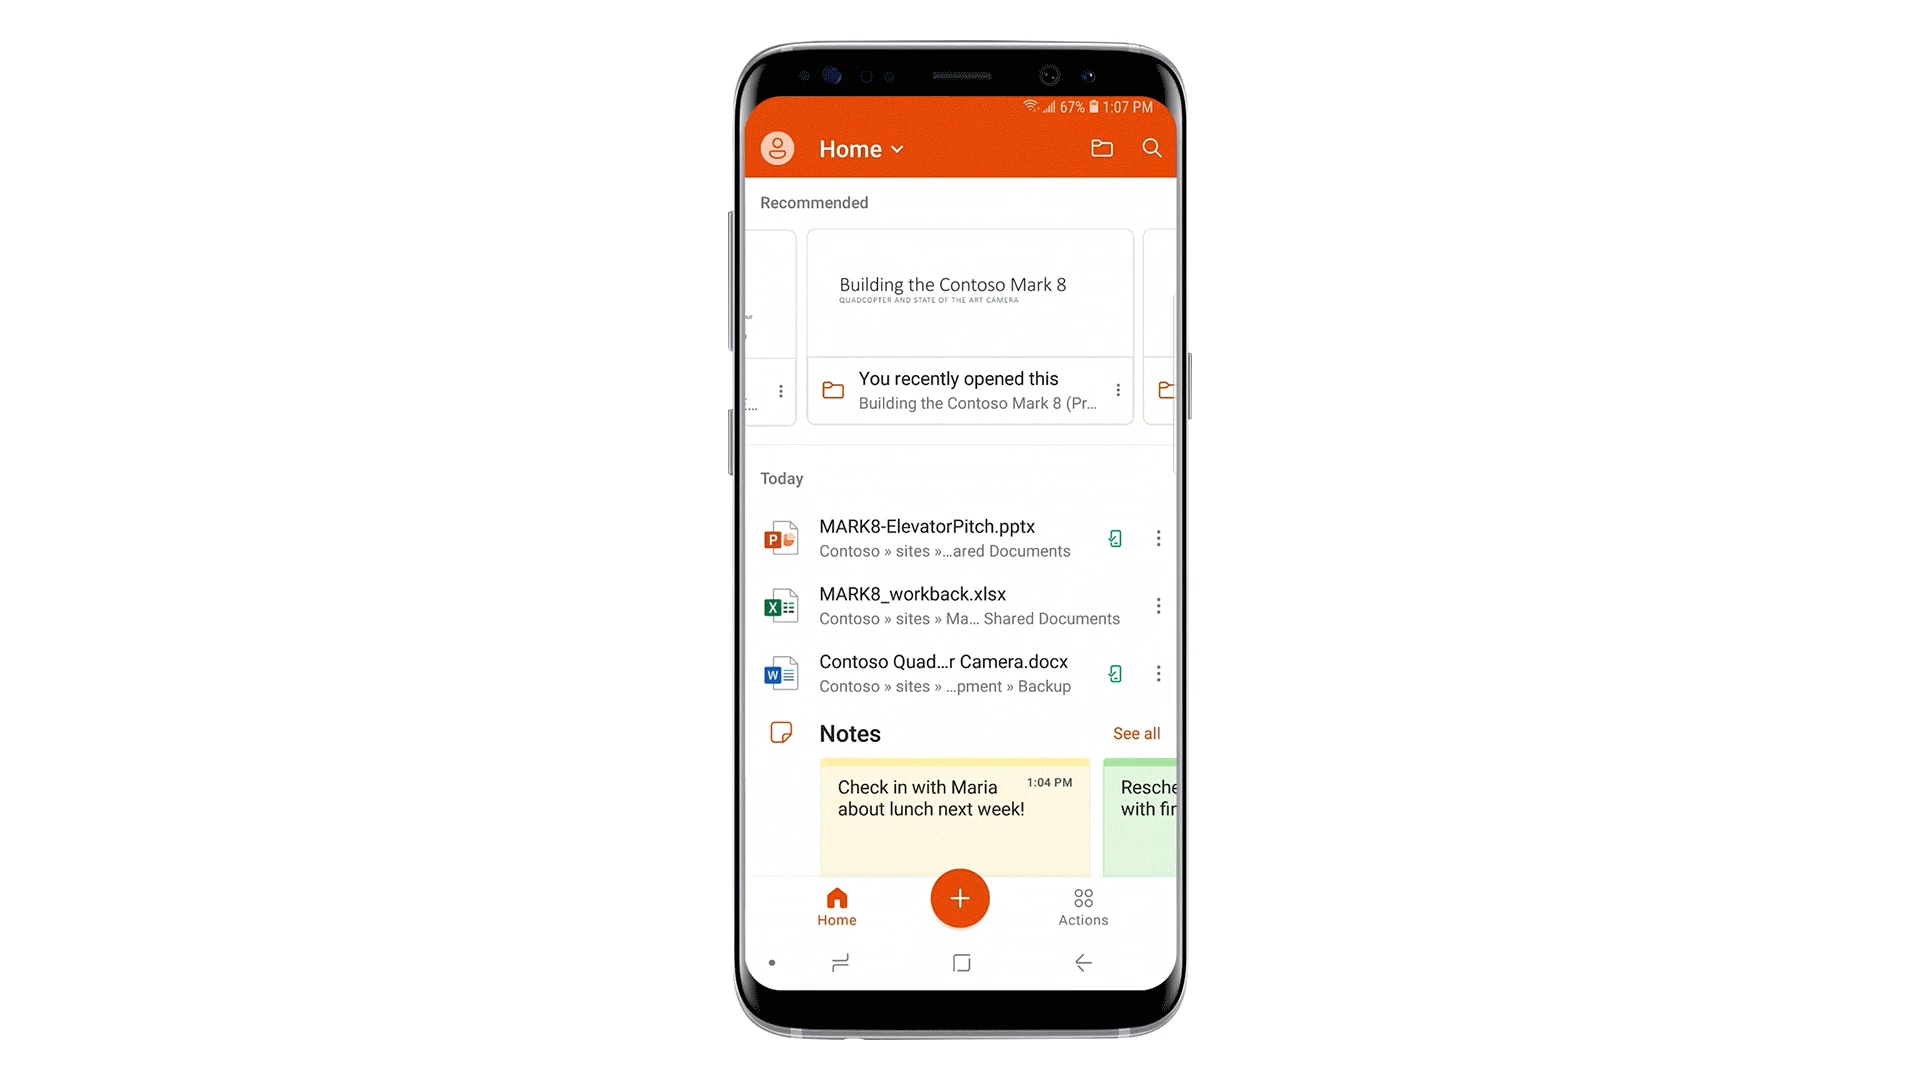 67% 1:07 PM
Home
Recommended
Building the Contoso Mark 8
QUADCOPTER AND STATE OF THE ART CAMERA
You recently opened this
E...
Building the Contoso Mark 8 (Pr...
Today
P
MARK8-ElevatorPitch.pptx
Contoso » sites »...ared Documents
X
MARK8_workback.xlsx
Contoso » sites » Ma... Shared Documents
W
Contoso Quad...r Camera.docx
Contoso » sites » ...pment » Backup
Notes
See all
Check in with Maria
about lunch next week!
1:04 PM
Resche
with fir
Home
Actions